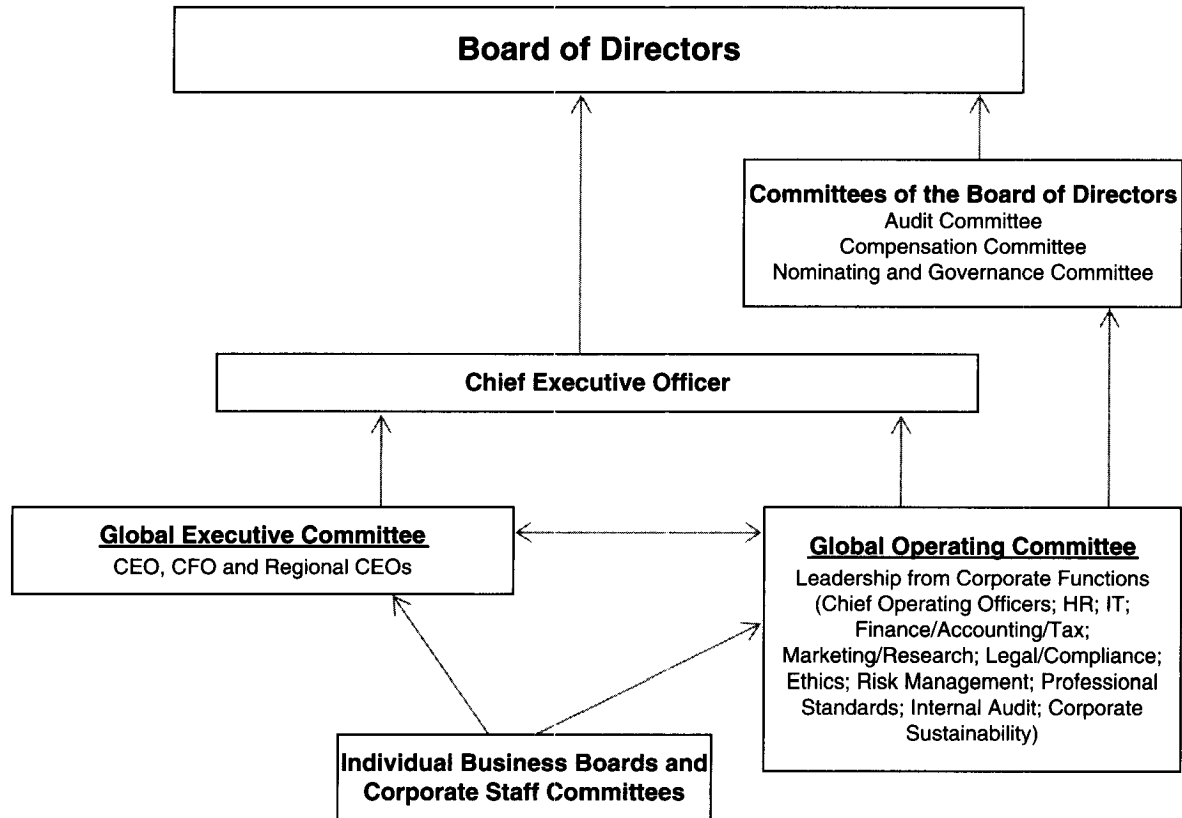 Board of Directors
Committees of the Board of Directors
Audit Committee
Compensation Committee
Nominating and Governance Committee
Chief Executive Officer
Global Executive Committee
CEO, CFO and Regional CEOs
Global Operating Committee
Leadership from Corporate Functions
(Chief Operating Officers; HR; IT;
Finance/Accounting/Tax;
Marketing/Research; Legal/Compliance;
Ethics; Risk Management; Professional
Standards; Internal Audit; Corporate
Sustainability)
Individual Business Boards and
Corporate Staff Committees